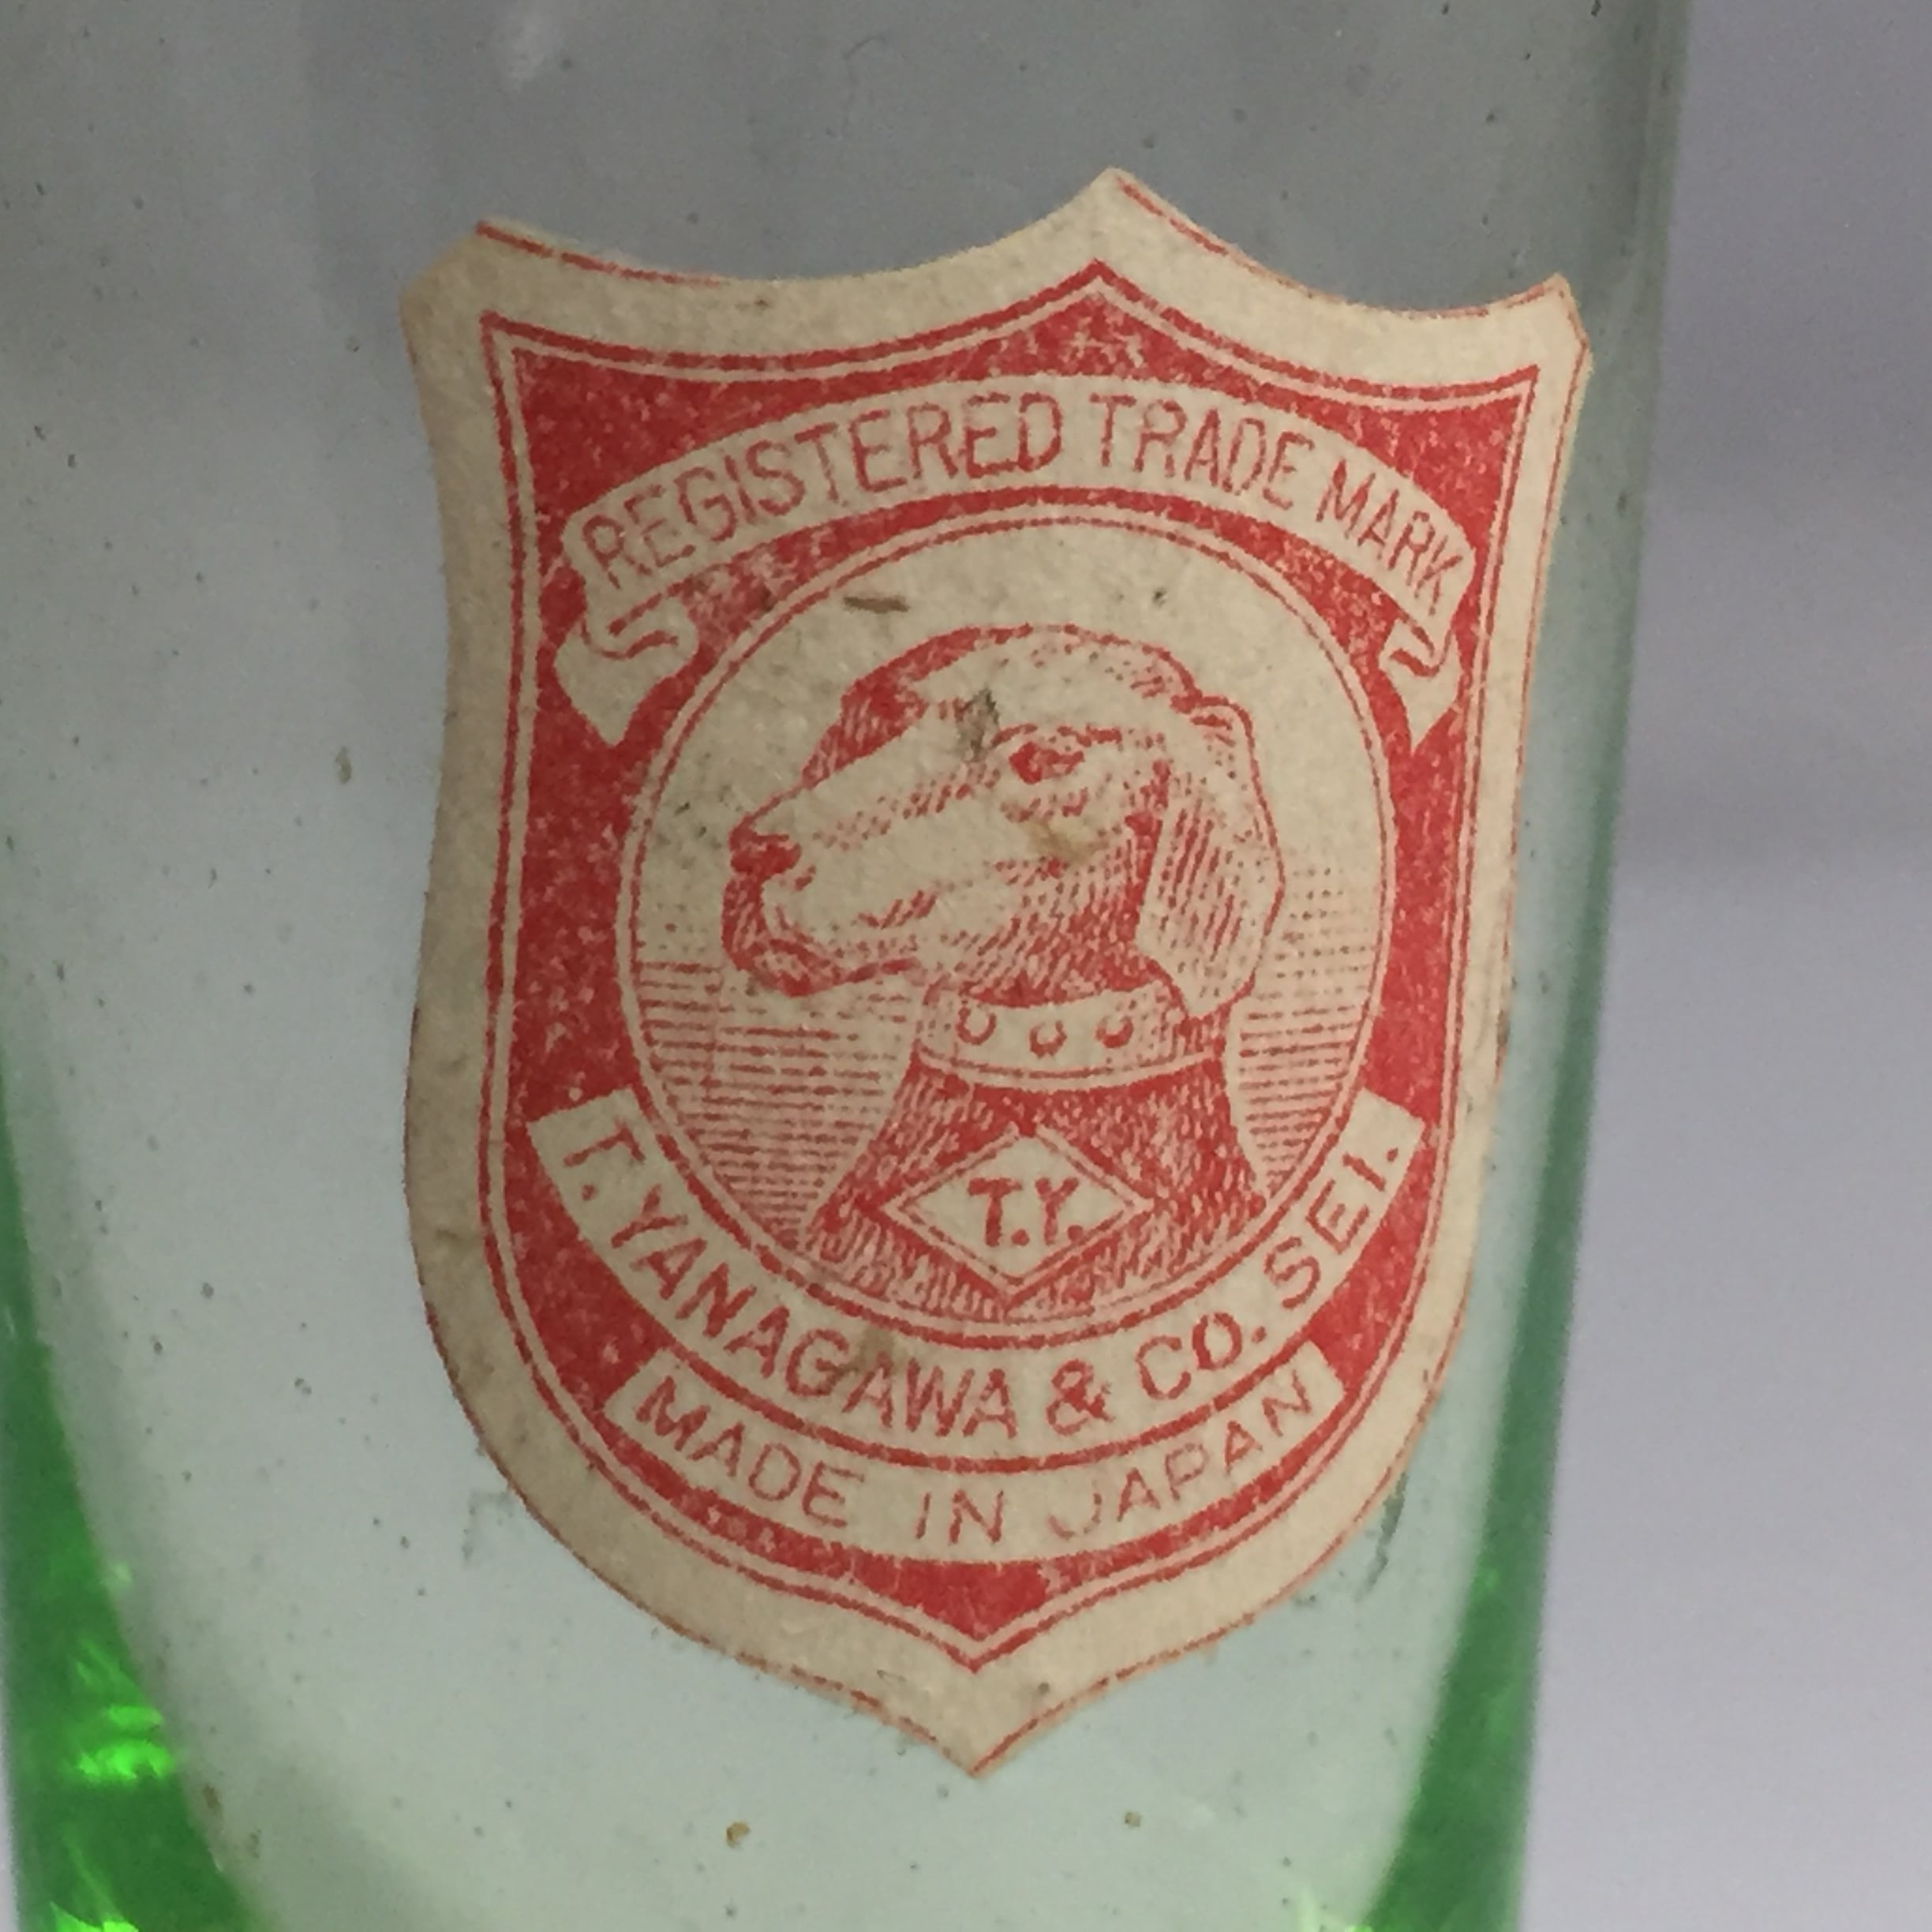 REGISTERED TRADE MARK
T.Y.
T. YANAGAWA & CO. SEI.
MADE IN JAPAN